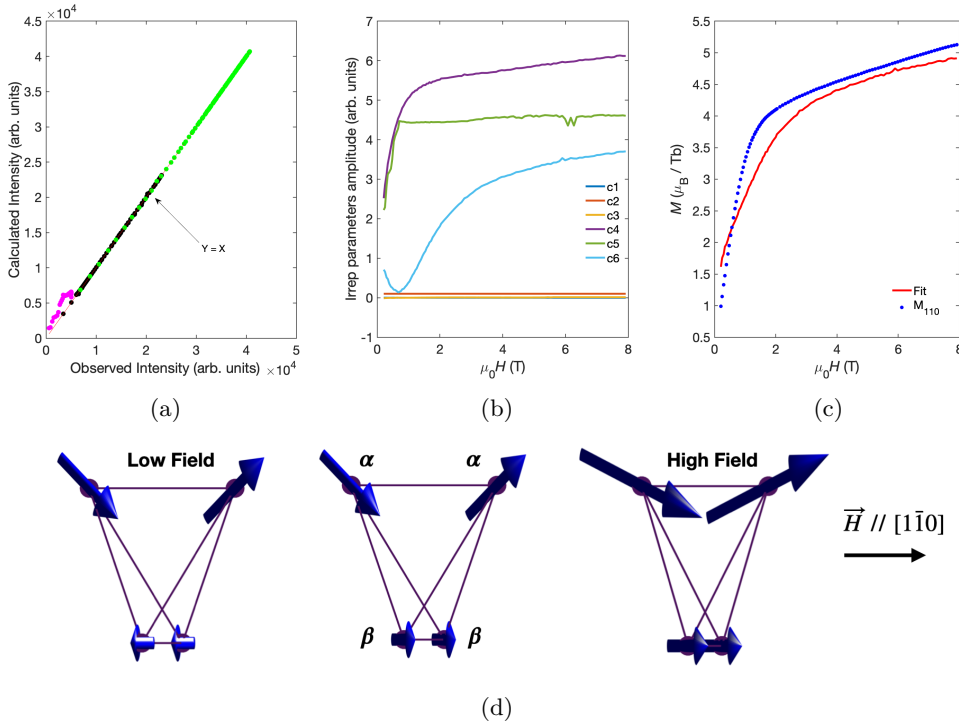 4.5 ×10⁴
4
3.5
3
2.5
2
1.5
1
0.5
0
0 1 2 3 4 5
Calculated Intensity (arb. units)
Observed Intensity (arb. units) ×10⁴
Y = X
(a)
7
6
5
4
3
2
1
0
-1
0 2 4 6 8
Irrep parameters amplitude (arb. units)
μ₀H (T)
c1
c2
c3
c4
c5
c6
(b)
5.5
5
4.5
4
3.5
3
2.5
2
1.5
1
0.5
0 2 4 6 8
M (μ_B / Tb)
μ₀H (T)
Fit
M₁₁₀
(c)
Low Field α α High Field
H⃗ // [11̄0]
β β
(d)